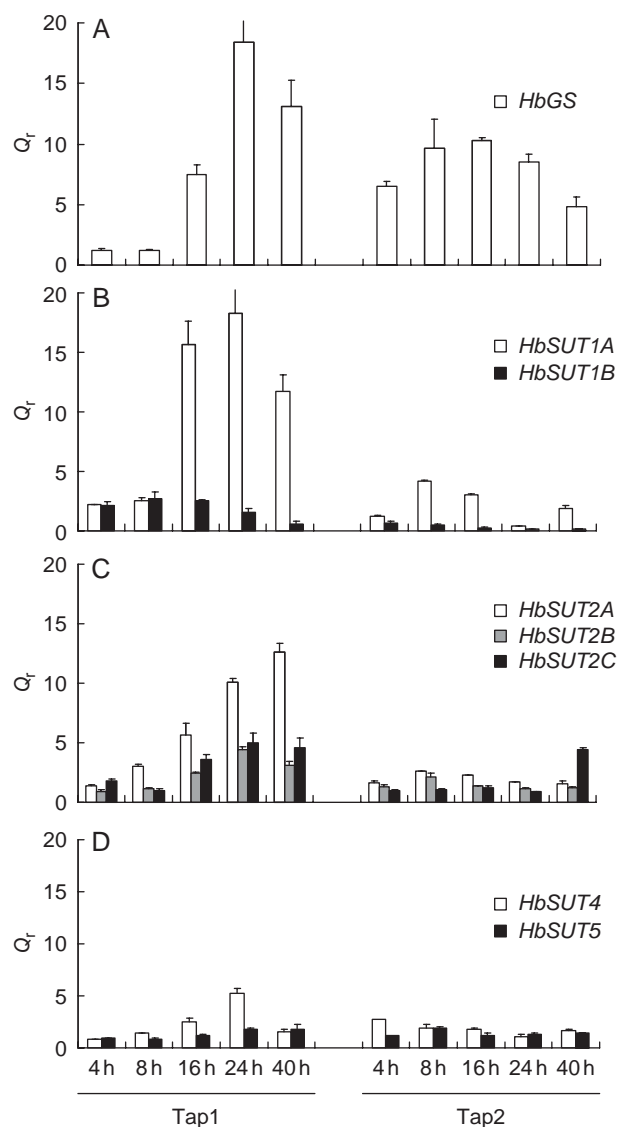 A
20
15
10
5
0
Qr
HbGS
B
20
15
10
5
0
Qr
HbSUT1A
HbSUT1B
C
20
15
10
5
0
Qr
HbSUT2A
HbSUT2B
HbSUT2C
D
20
15
10
5
0
Qr
HbSUT4
HbSUT5
4 h 8 h 16 h 24 h 40 h 4 h 8 h 16 h 24 h 40 h
Tap1 Tap2